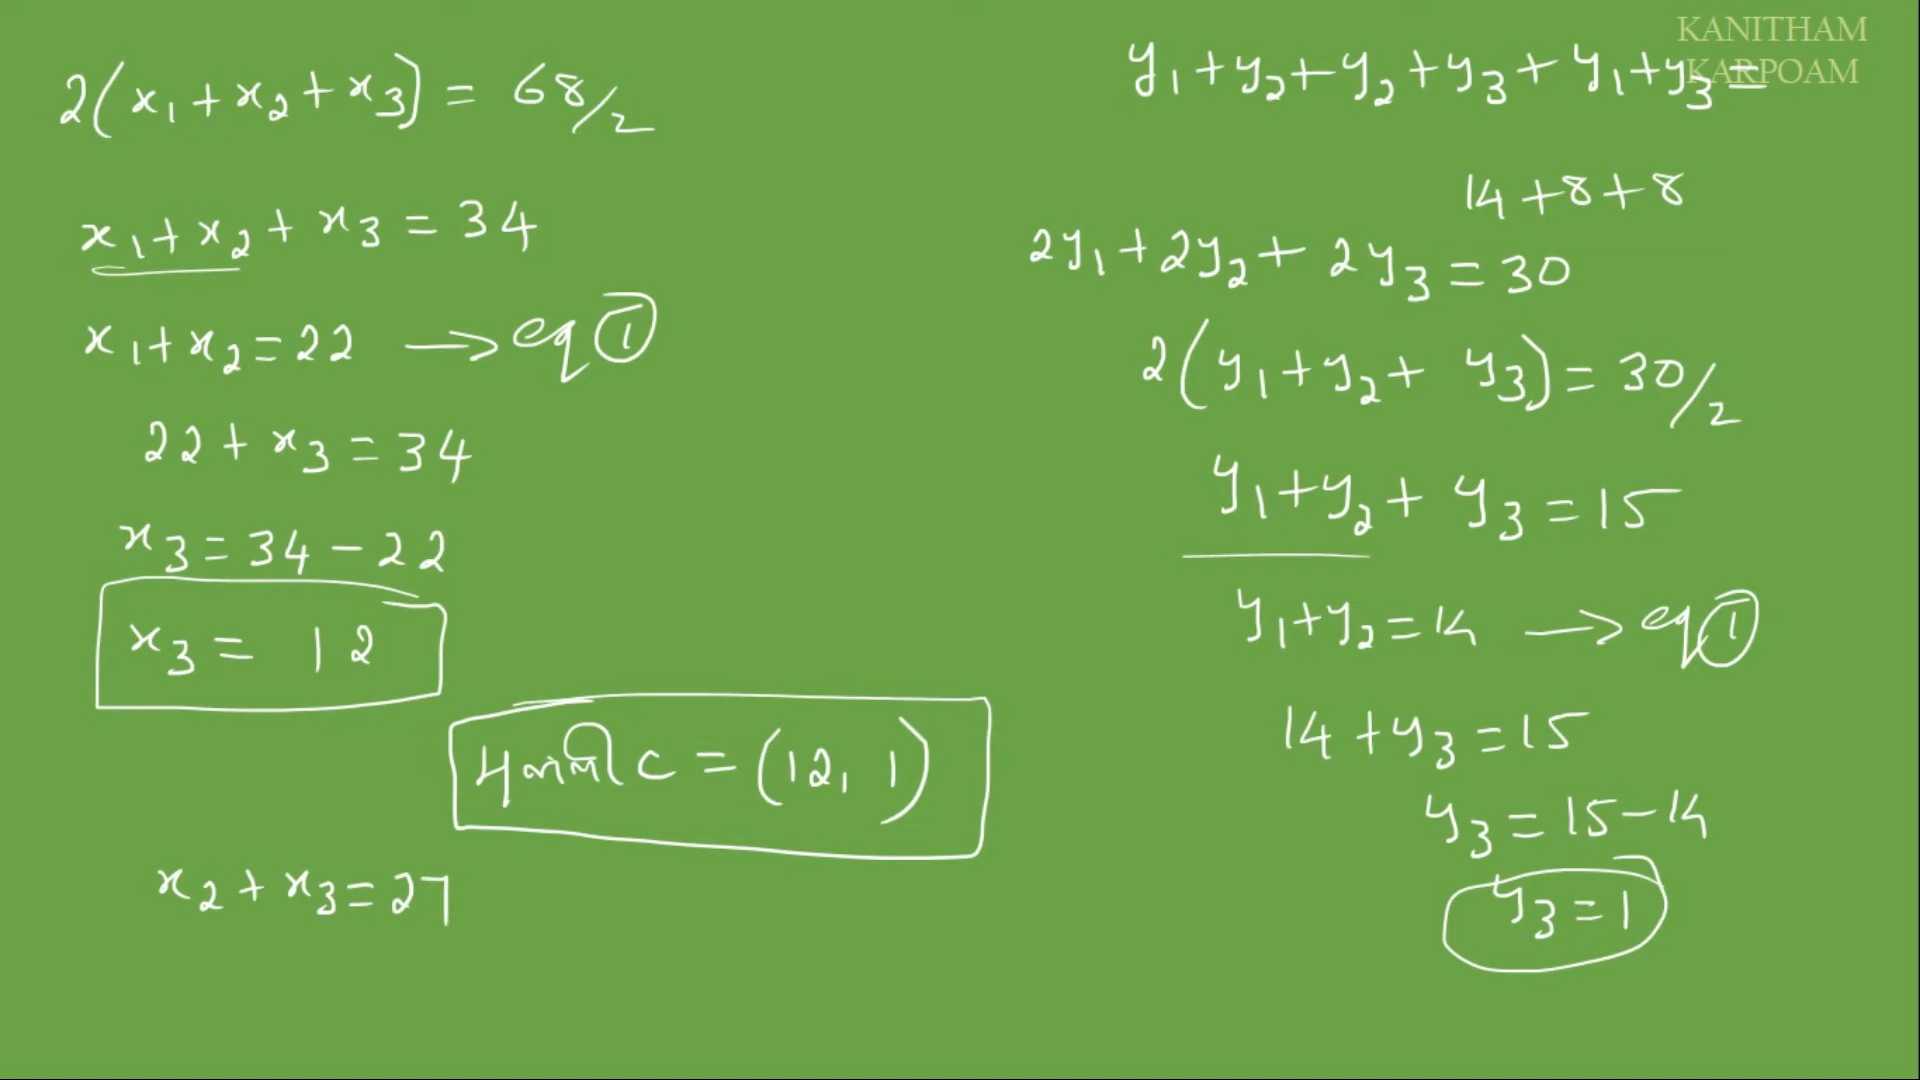 KANITHAM
KARPOAM
2(x₁+x₂+x₃) = 68/2
x₁+x₂+x₃ = 34
x₁+x₂=22 → eq ①
22+x₃=34
x₃=34-22
x₃= 12
முனை C = (12, 1)
x₂+x₃=27
y₁+y₂+y₂+y₃+y₁+y₃=
14+8+8
2y₁+2y₂+2y₃=30
2(y₁+y₂+y₃)=30/2
y₁+y₂+y₃=15
y₁+y₂=14 → eq ①
14+y₃=15
y₃=15-14
y₃=1